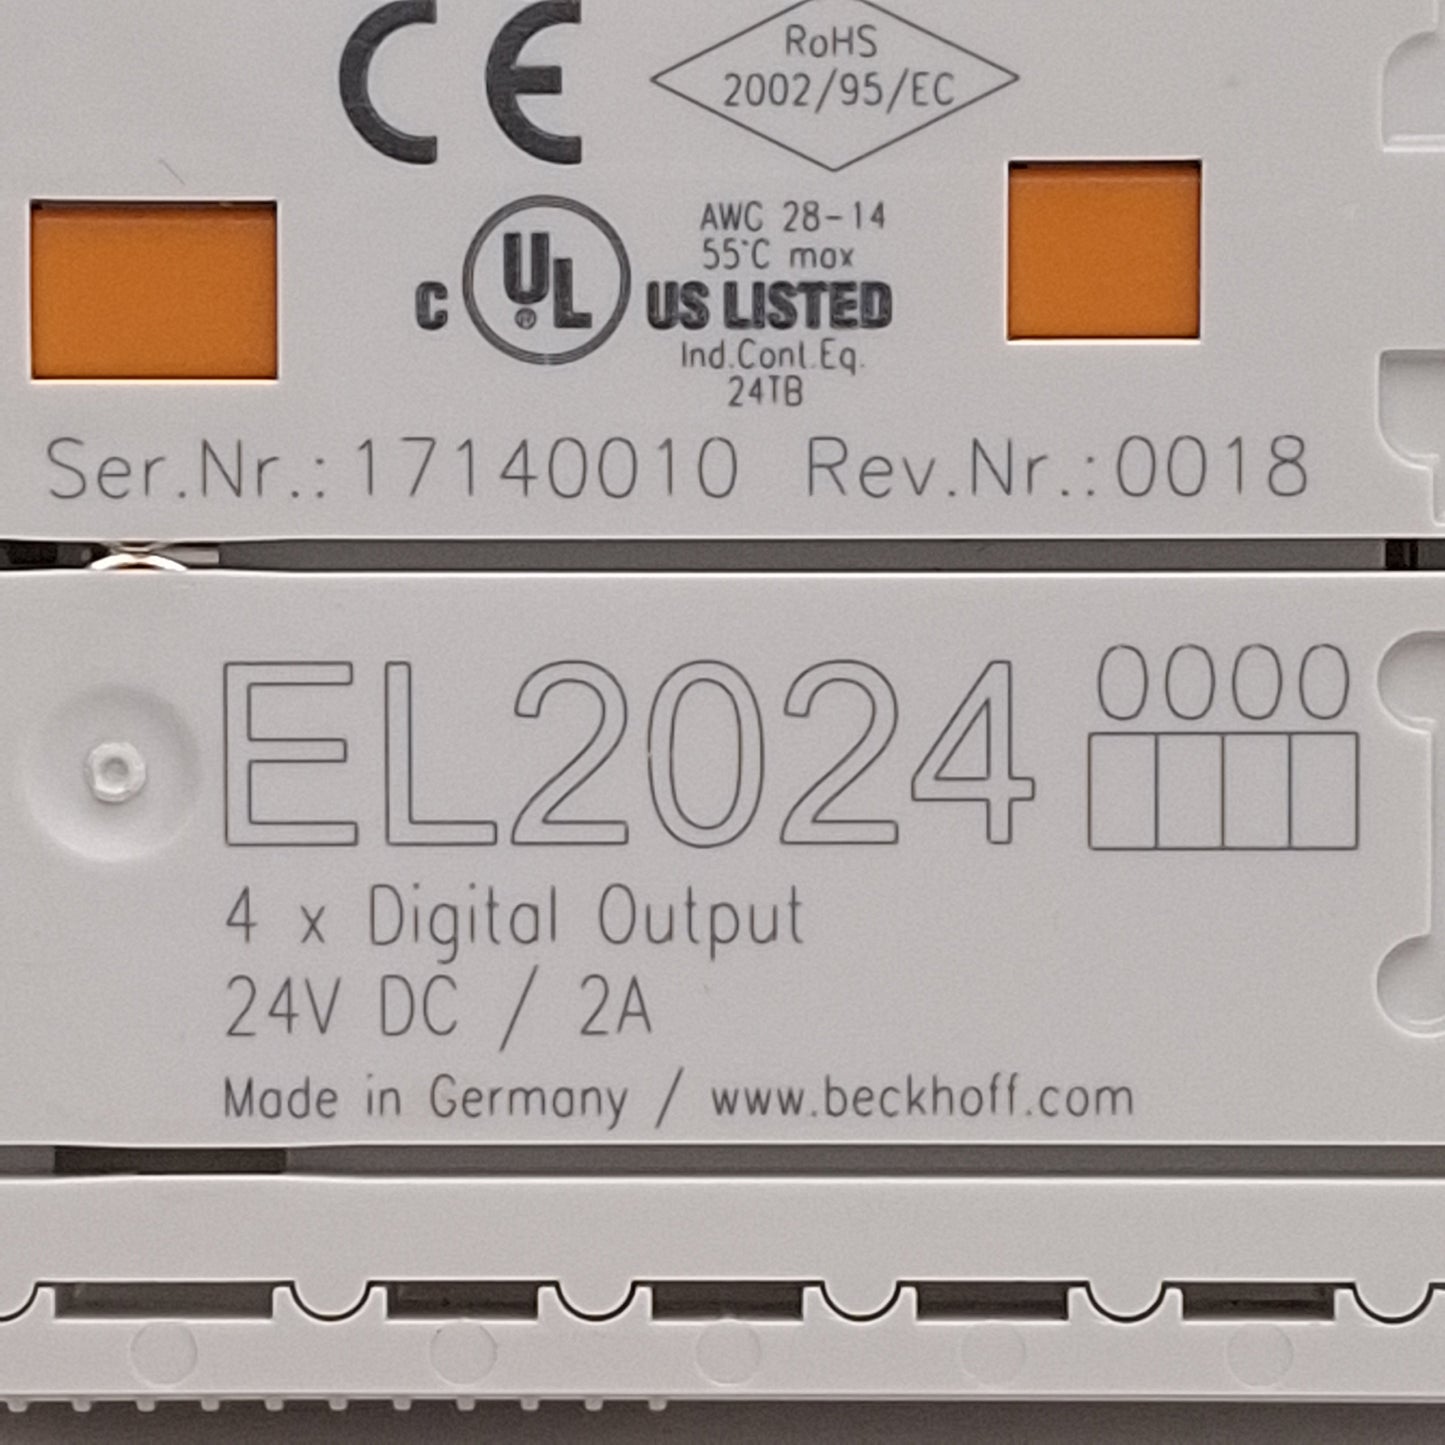 CE
RoHS
2002/95/EC
AWC 28-14
55°C max
C UL ® US LISTED
Ind.Cont.Eq.
24TB
Ser.Nr.:17140010 Rev.Nr.:0018
EL2024 0000
4 x Digital Output
24V DC / 2A
Made in Germany / www.beckhoff.com